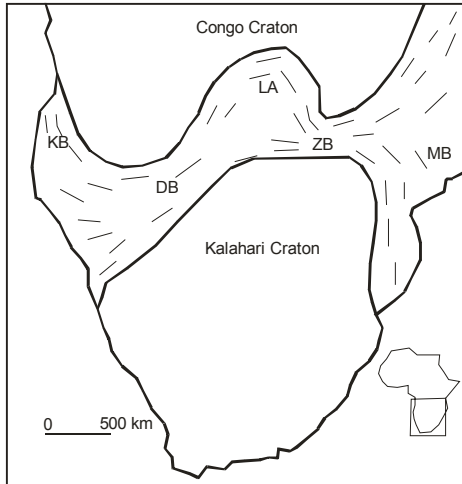 Congo Craton
LA
KB
ZB
MB
DB
Kalahari Craton
0 500 km